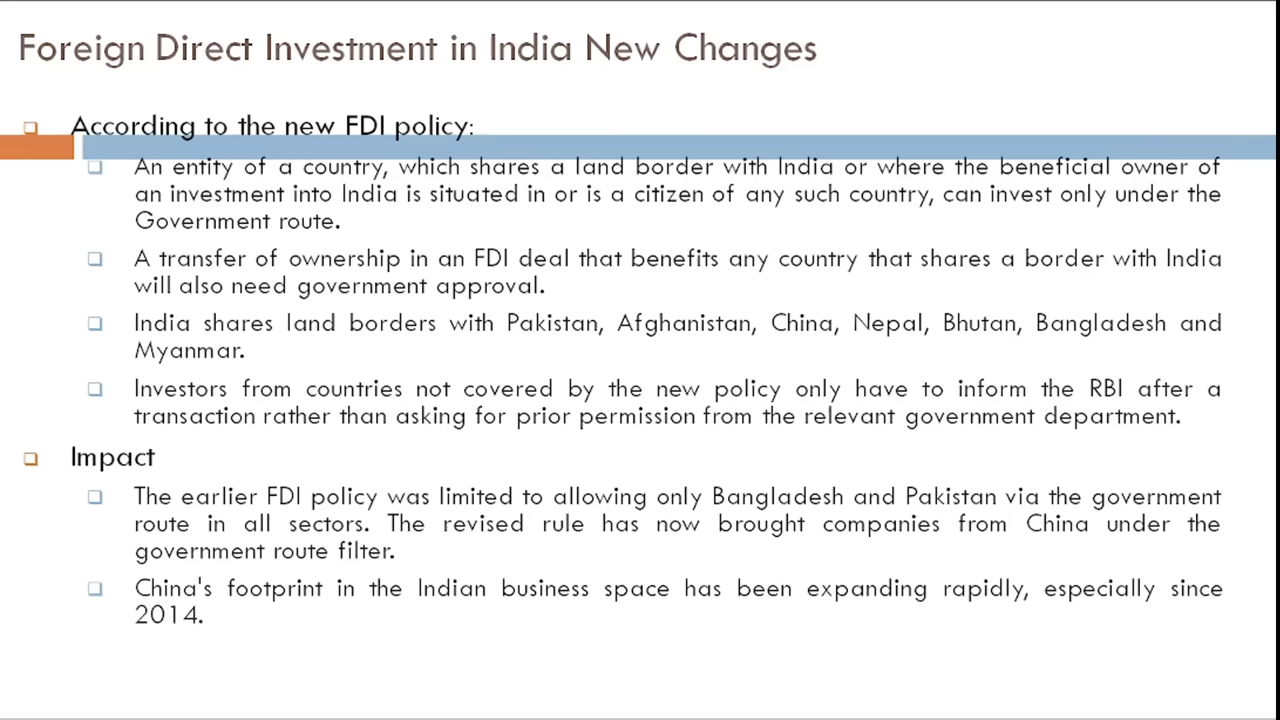 Foreign Direct Investment in India New Changes
According to the new FDI policy:
An entity of a country, which shares a land border with India or where the beneficial owner of
an investment into India is situated in or is a citizen of any such country, can invest only under the
Government route.
A transfer of ownership in an FDI deal that benefits any country that shares a border with India
will also need government approval.
India shares land borders with Pakistan, Afghanistan, China, Nepal, Bhutan, Bangladesh and
Myanmar.
Investors from countries not covered by the new policy only have to inform the RBI after a
transaction rather than asking for prior permission from the relevant government department.
Impact
The earlier FDI policy was limited to allowing only Bangladesh and Pakistan via the government
route in all sectors. The revised rule has now brought companies from China under the
government route filter.
China's footprint in the Indian business space has been expanding rapidly, especially since
2014.